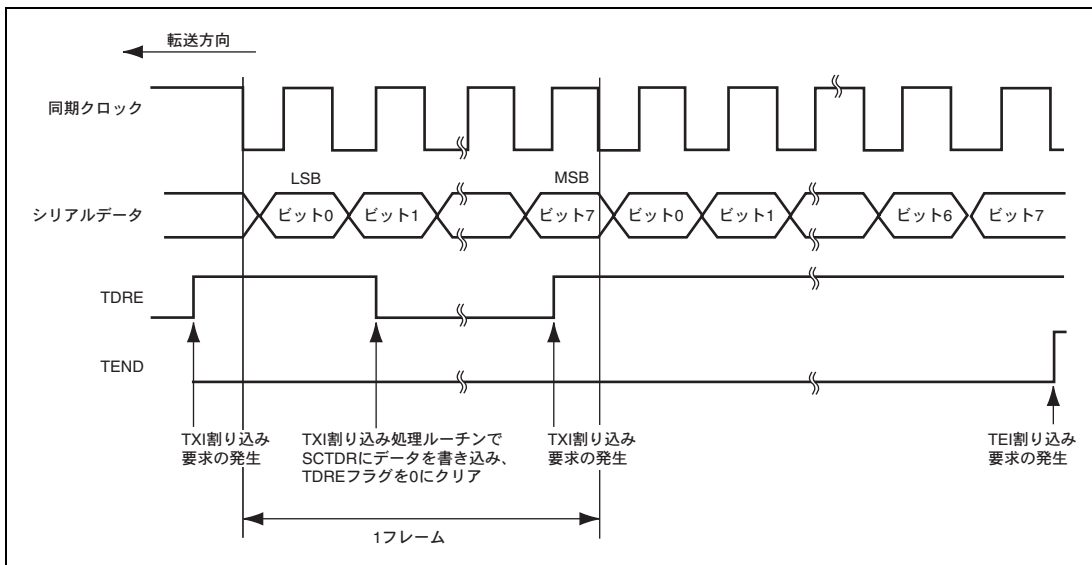 転送方向
同期クロック
LSB
MSB
シリアルデータ
ビット0
ビット1
ビット7
ビット0
ビット1
ビット6
ビット7
TDRE
TEND
TXI割り込み
要求の発生
TXI割り込み処理ルーチンで
SCTDRにデータを書き込み、
TDREフラグを0にクリア
TXI割り込み
要求の発生
TEI割り込み
要求の発生
1フレーム